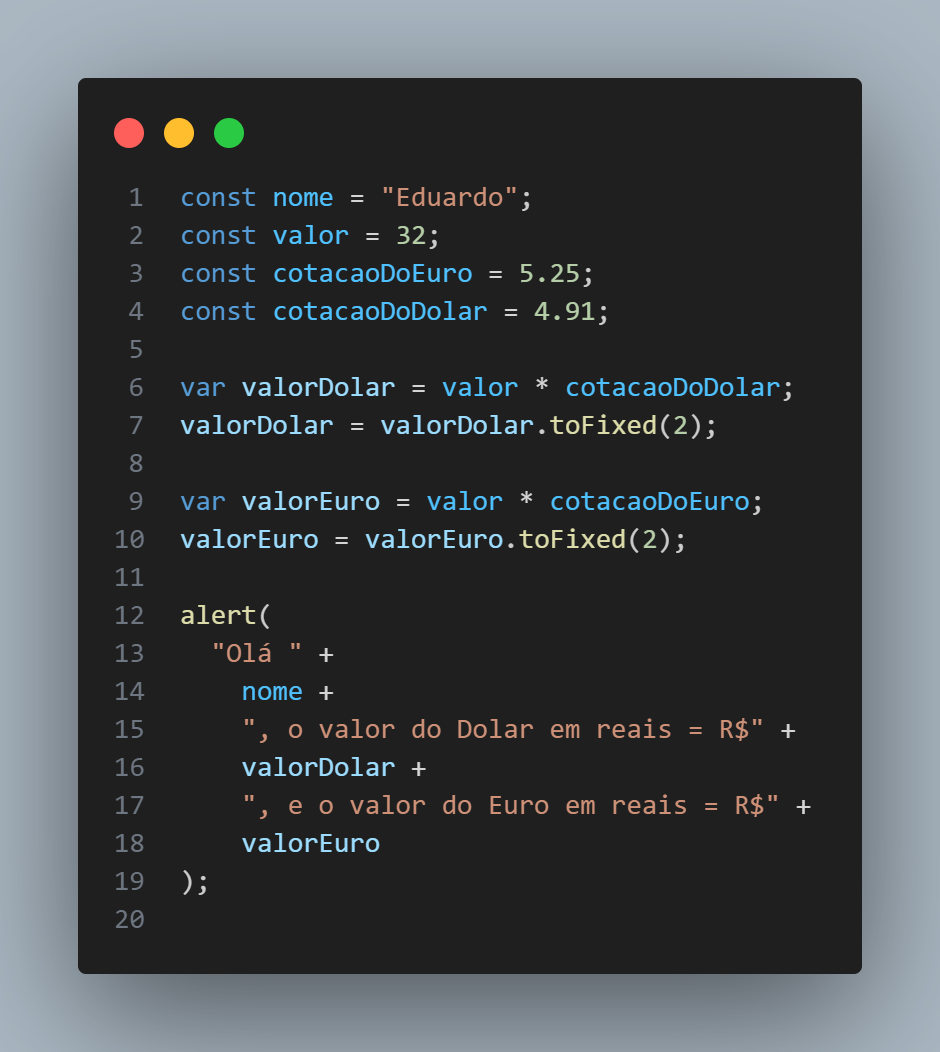 1 const nome = "Eduardo";
2 const valor = 32;
3 const cotacaoDoEuro = 5.25;
4 const cotacaoDoDolar = 4.91;
5
6 var valorDolar = valor * cotacaoDoDolar;
7 valorDolar = valorDolar.toFixed(2);
8
9 var valorEuro = valor * cotacaoDoEuro;
10 valorEuro = valorEuro.toFixed(2);
11
12 alert(
13   "Olá " +
14     nome +
15     ", o valor do Dolar em reais = R$" +
16     valorDolar +
17     ", e o valor do Euro em reais = R$" +
18     valorEuro
19 );
20